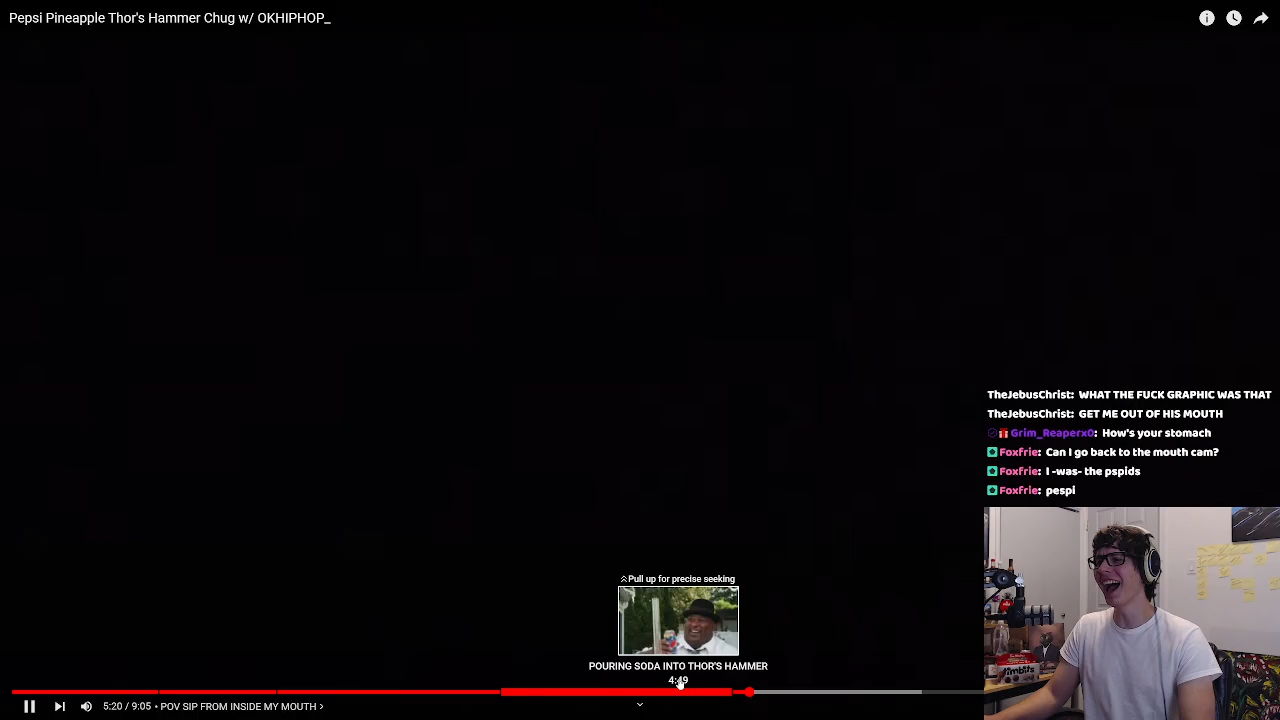 Pepsi Pineapple Thor's Hammer Chug w/ OKHIPHOP_
TheJebusChrist: WHAT THE FUCK GRAPHIC WAS THAT
TheJebusChrist: GET ME OUT OF HIS MOUTH
Grim_Reaperx0: How's your stomach
Foxfrie: Can I go back to the mouth cam?
Foxfrie: I -was- the pspids
Foxfrie: pespi
Pull up for precise seeking
timbits
POURING SODA INTO THOR'S HAMMER
4:49
5:20 / 9:05 • POV SIP FROM INSIDE MY MOUTH >